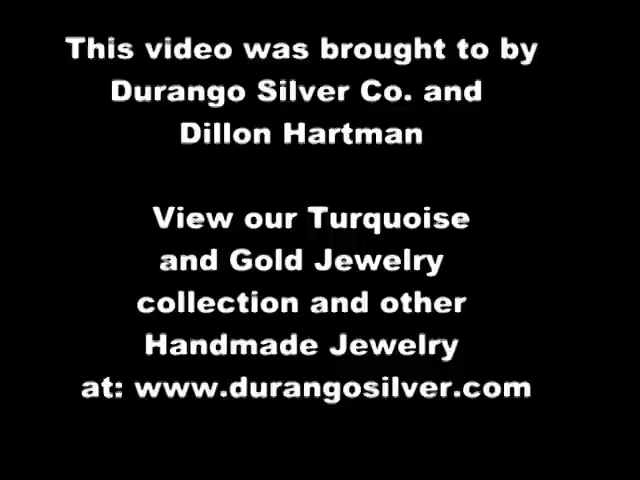 This video was brought to by
Durango Silver Co. and
Dillon Hartman
View our Turquoise
and Gold Jewelry
collection and other
Handmade Jewelry
at: www.durangosilver.com